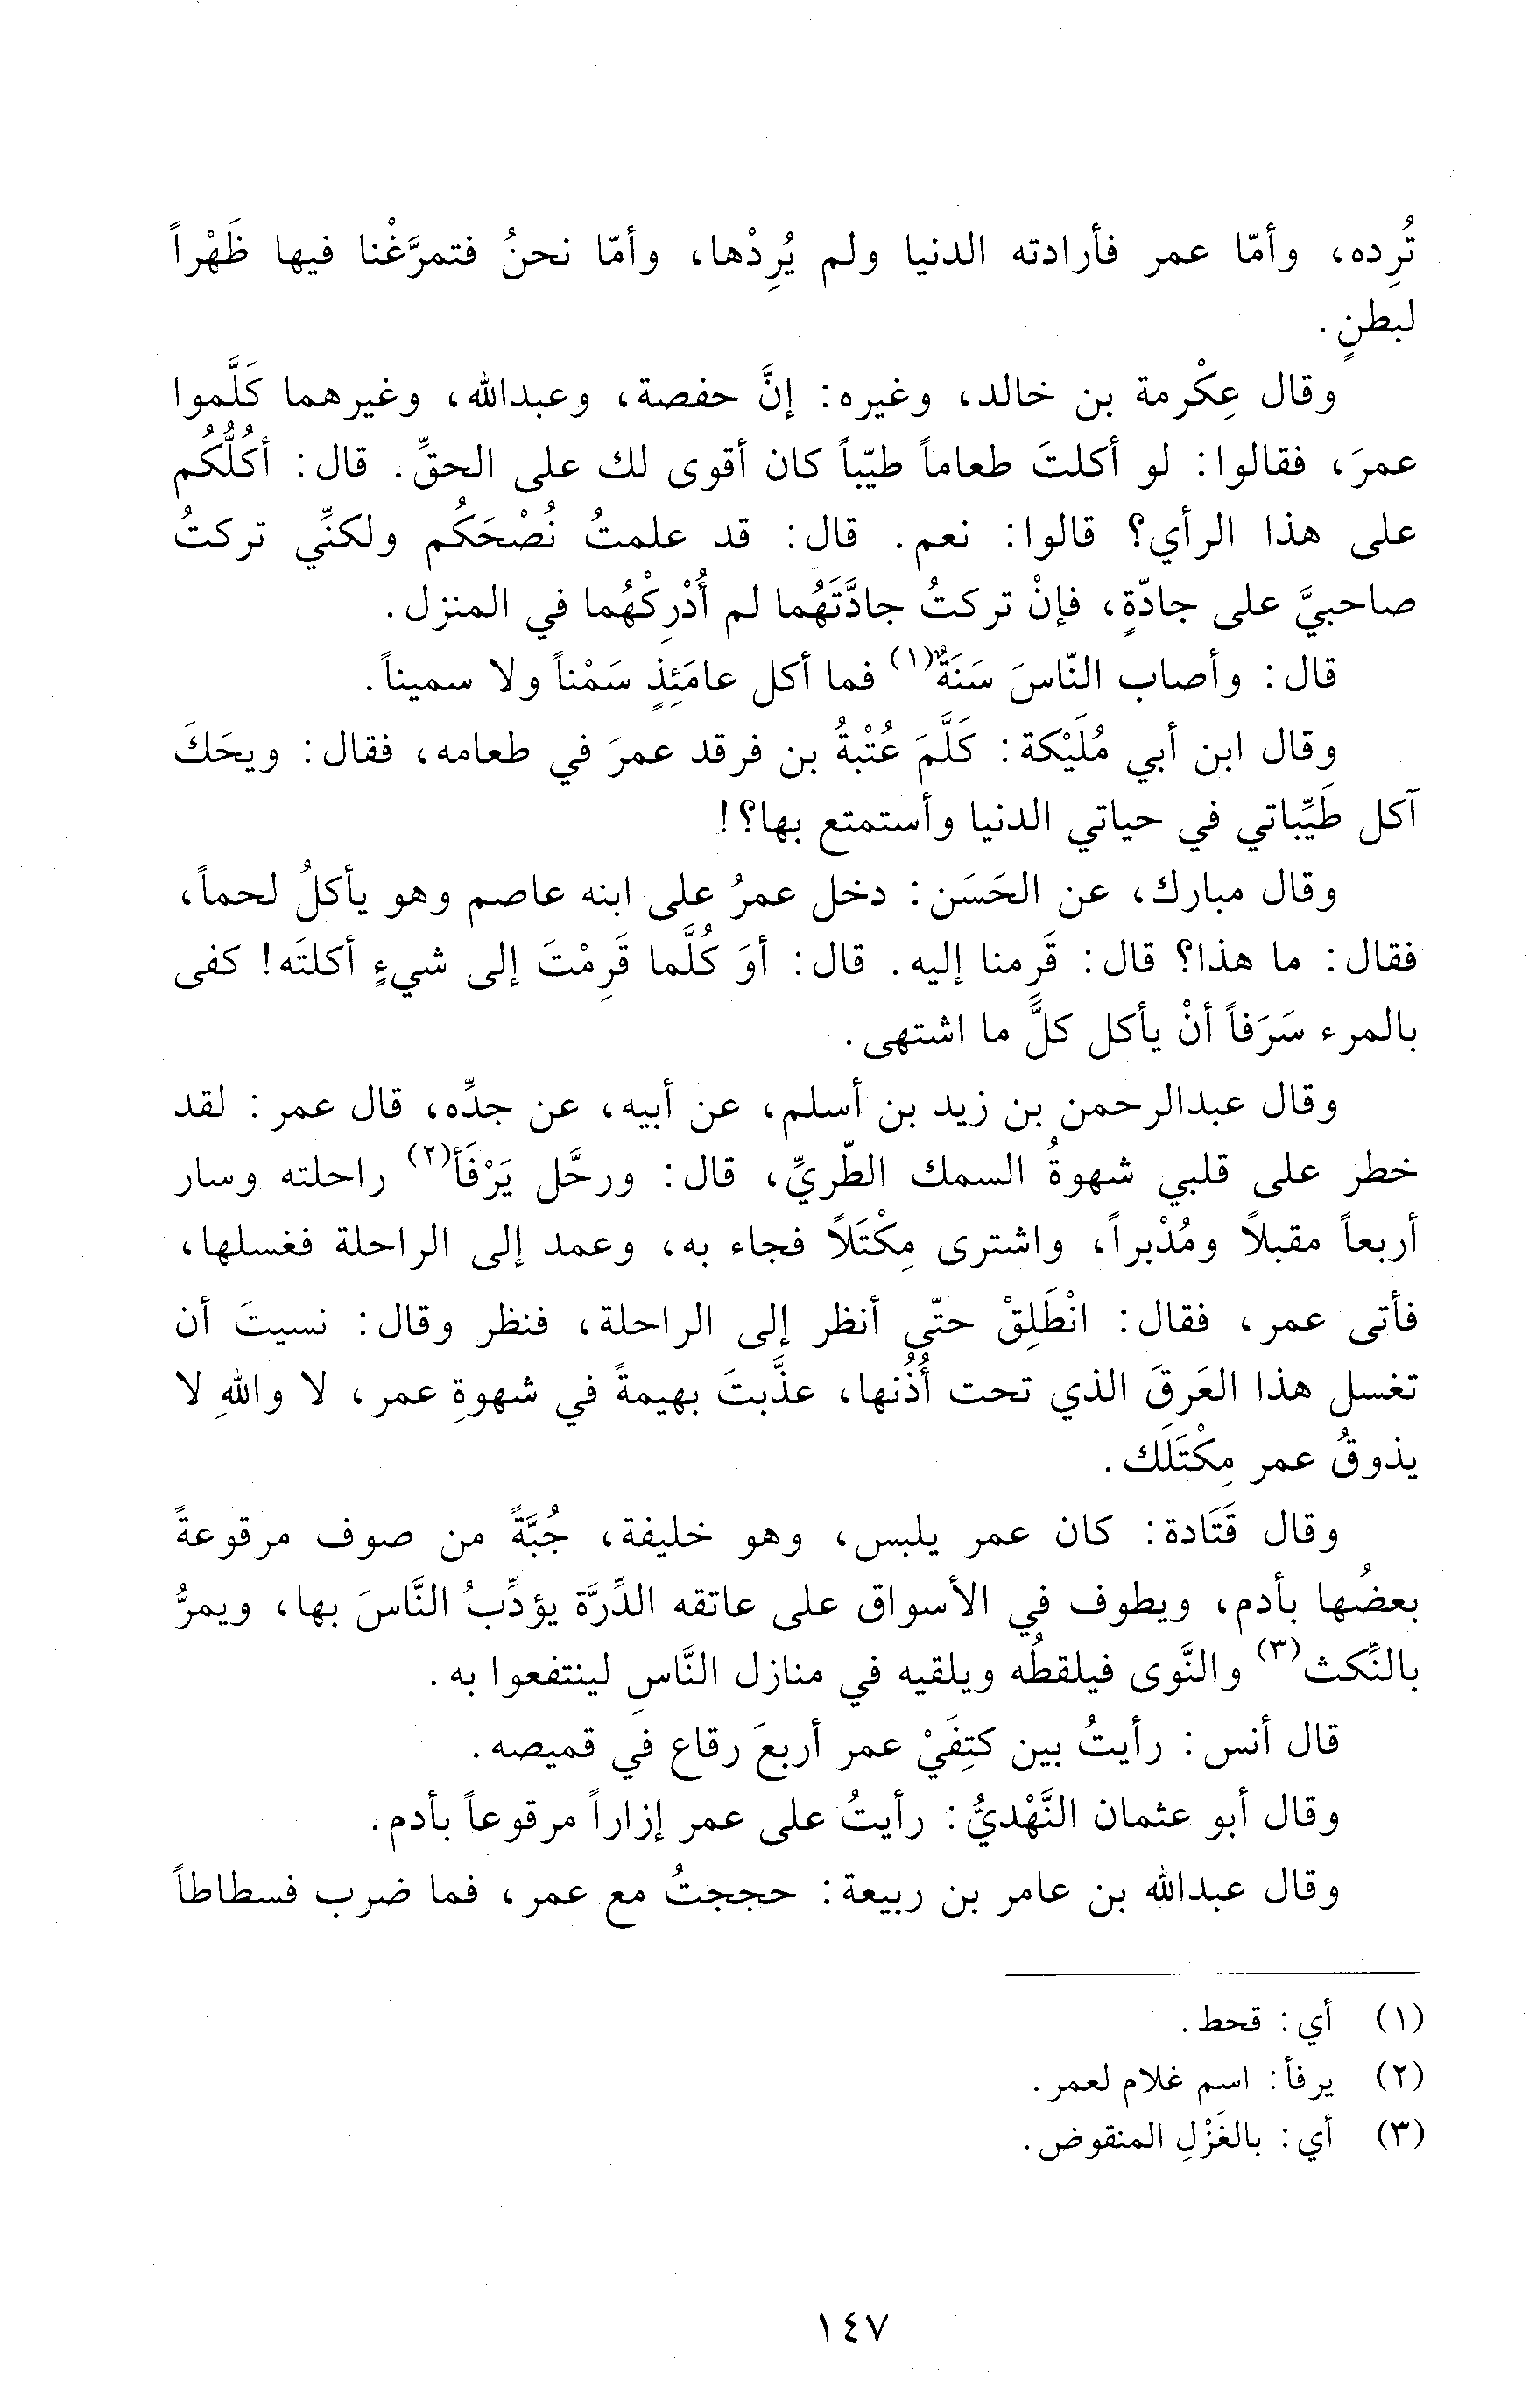 تُرِده، وأمّا عمر فأرادته الدنيا ولم يُرِدْها، وأمّا نحنُ فتمرَّغْنا فيها ظَهْراً
لبطنٍ.
وقال عِكْرمة بن خالد، وغيره: إنَّ حفصة، وعبدالله، وغيرهما كَلَّموا
عمرَ، فقالوا: لو أكلتَ طعاماً طيّباً كان أقوى لك على الحقِّ. قال: أكُلُّكُم
على هذا الرأي؟ قالوا: نعم. قال: قد علمتُ نُصْحَكُم ولكنِّي تركتُ
صاحبيَّ على جادّةٍ، فإنْ تركتُ جادَّتَهُما لم أُدْرِكْهُما في المنزل.
قال: وأصاب النّاسَ سَنَةٌ(١) فما أكل عامَئِذٍ سَمْناً ولا سميناً.
وقال ابن أبي مُلَيْكة: كَلَّمَ عُتْبةُ بن فرقد عمرَ في طعامه، فقال: ويحَكَ
آكل طَيِّباتي في حياتي الدنيا وأستمتع بها؟!
وقال مبارك، عن الحَسَن: دخل عمرُ على ابنه عاصم وهو يأكلُ لحماً،
فقال: ما هذا؟ قال: قَرِمنا إليه. قال: أوَ كُلَّما قَرِمْتَ إلى شيءٍ أكلتَه! كفى
بالمرء سَرَفاً أنْ يأكل كلَّ ما اشتهى.
وقال عبدالرحمن بن زيد بن أسلم، عن أبيه، عن جدِّه، قال عمر: لقد
خطر على قلبي شهوةُ السمك الطّريِّ، قال: ورحَّل يَرْفَأ(٢) راحلته وسار
أربعاً مقبلاً ومُدْبراً، واشترى مِكْتَلاً فجاء به، وعمد إلى الراحلة فغسلها،
فأتى عمر، فقال: انْطَلِقْ حتّى أنظر إلى الراحلة، فنظر وقال: نسيتَ أن
تغسل هذا العَرقَ الذي تحت أُذُنها، عذَّبتَ بهيمةً في شهوةِ عمر، لا واللهِ لا
يذوقُ عمر مِكْتَلَك.
وقال قَتَادة: كان عمر يلبس، وهو خليفة، جُبَّةً من صوف مرقوعةً
بعضُها بأدم، ويطوف في الأسواق على عاتقه الدِّرَّة يؤدِّبُ النَّاسَ بها، ويمرُّ
بالنِّكث(٣) والنَّوى فيلقطُه ويلقيه في منازل النَّاسِ لينتفعوا به.
قال أنس: رأيتُ بين كتِفَيْ عمر أربعَ رقاع في قميصه.
وقال أبو عثمان النَّهْديُّ: رأيتُ على عمر إزاراً مرقوعاً بأدم.
وقال عبدالله بن عامر بن ربيعة: حججتُ مع عمر، فما ضرب فسطاطاً
(١) أي: قحط.
(٢) يرفأ: اسم غلام لعمر.
(٣) أي: بالغَزْلِ المنقوض.
١٤٧